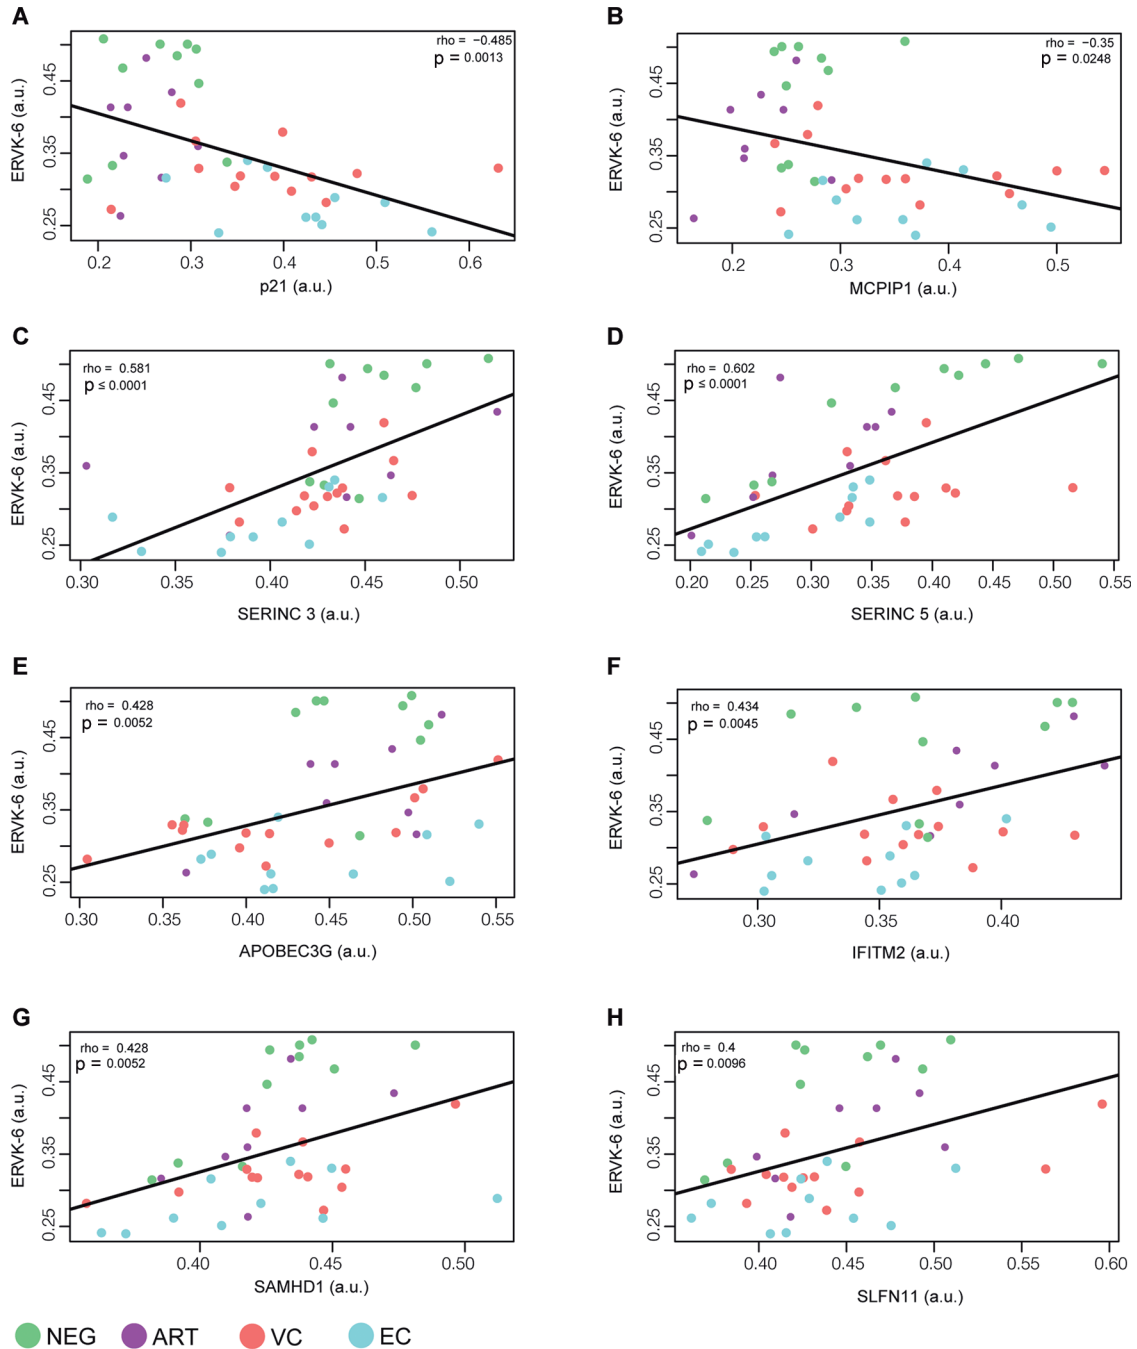 A
rho = −0.485
p = 0.0013
ERVK-6 (a.u.)
0.45
0.35
0.25
0.2 0.3 0.4 0.5 0.6
p21 (a.u.)
B
rho = −0.35
p = 0.0248
ERVK-6 (a.u.)
0.45
0.35
0.25
0.2 0.3 0.4 0.5
MCPIP1 (a.u.)
C
rho = 0.581
p ≤ 0.0001
ERVK-6 (a.u.)
0.45
0.35
0.25
0.30 0.35 0.40 0.45 0.50
SERINC 3 (a.u.)
D
rho = 0.602
p ≤ 0.0001
ERVK-6 (a.u.)
0.45
0.35
0.25
0.20 0.25 0.30 0.35 0.40 0.45 0.50 0.55
SERINC 5 (a.u.)
E
rho = 0.428
p = 0.0052
ERVK-6 (a.u.)
0.45
0.35
0.25
0.30 0.35 0.40 0.45 0.50 0.55
APOBEC3G (a.u.)
F
rho = 0.434
p = 0.0045
ERVK-6 (a.u.)
0.45
0.35
0.25
0.30 0.35 0.40
IFITM2 (a.u.)
G
rho = 0.428
p = 0.0052
ERVK-6 (a.u.)
0.45
0.35
0.25
0.40 0.45 0.50
SAMHD1 (a.u.)
H
rho = 0.4
p = 0.0096
ERVK-6 (a.u.)
0.45
0.35
0.25
0.40 0.45 0.50 0.55 0.60
SLFN11 (a.u.)
NEG ART VC EC